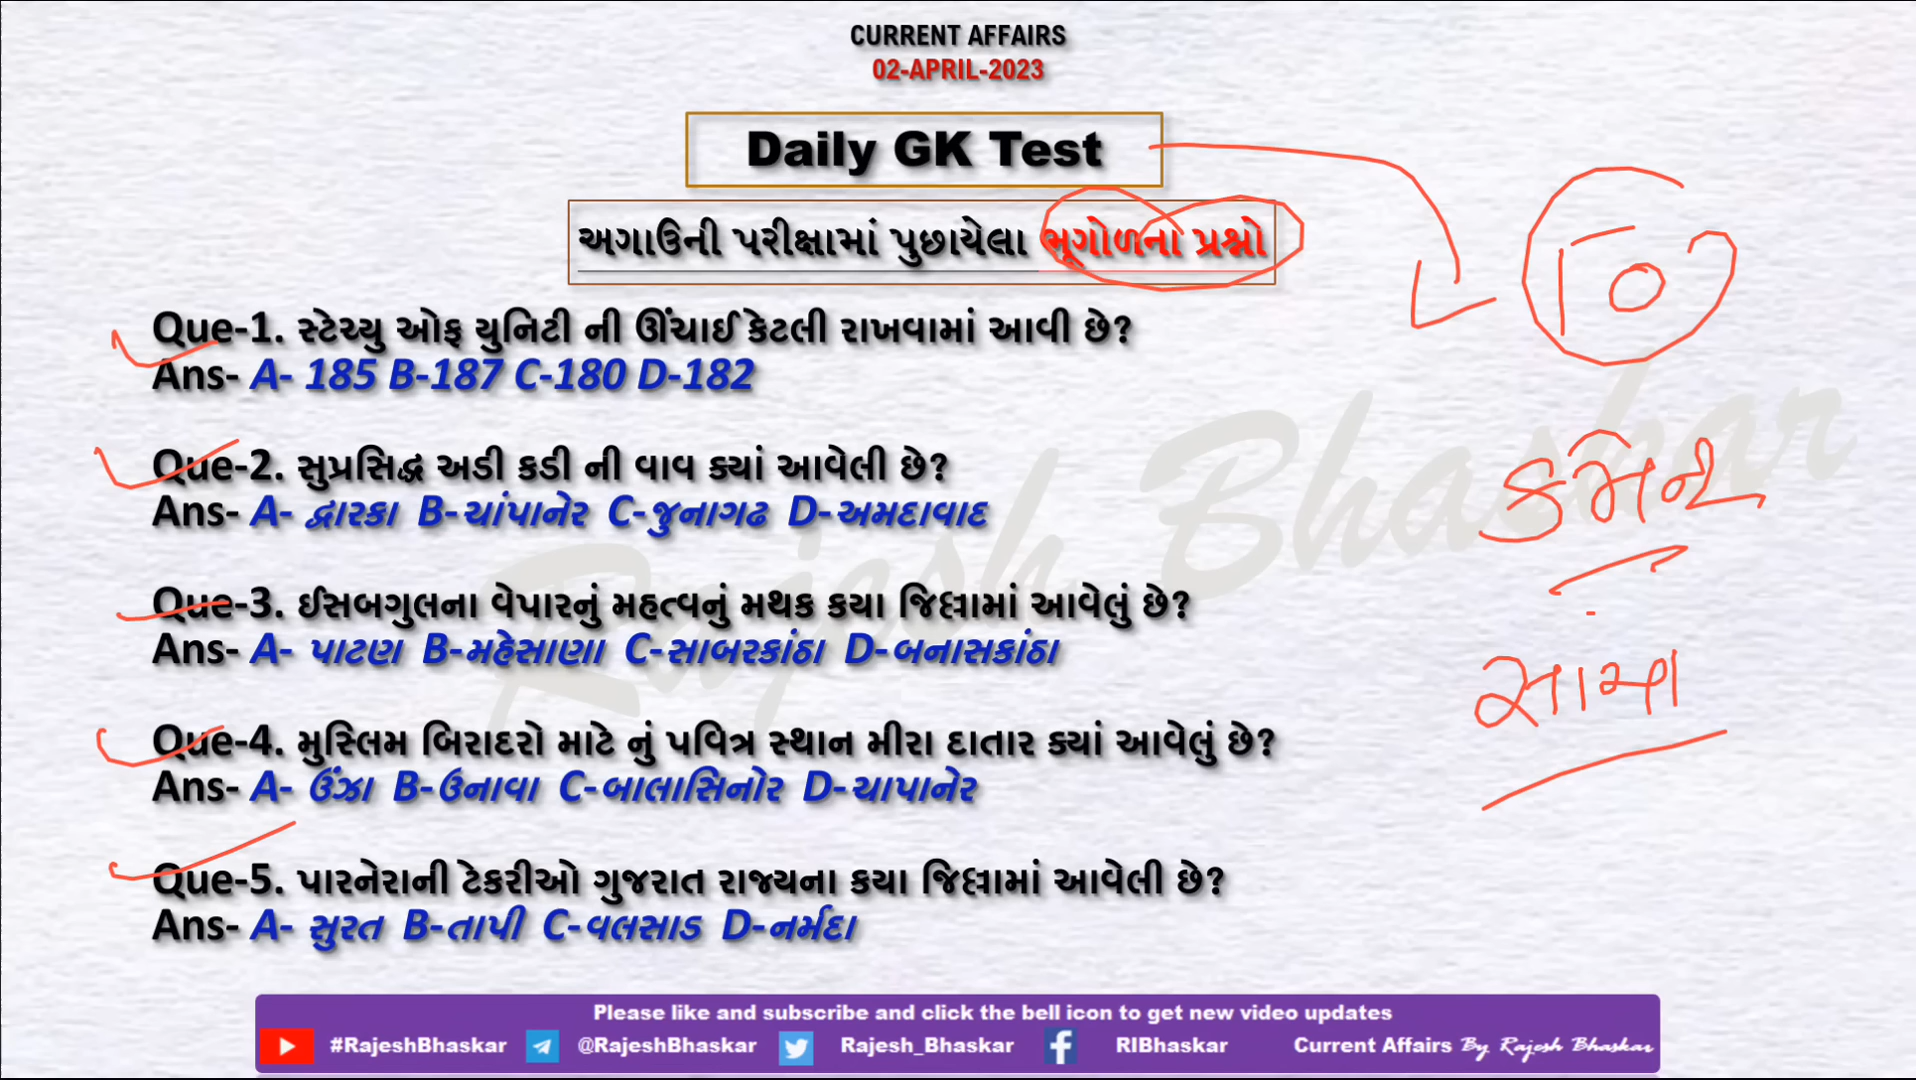 CURRENT AFFAIRS
02-APRIL-2023
Daily GK Test
અગાઉની પરીક્ષામાં પુછાયેલા ભૂગોળના પ્રશ્નો
Que-1. સ્ટેચ્યુ ઓફ યુનિટી ની ઊંચાઈ કેટલી રાખવામાં આવી છે?
Ans- A- 185 B-187 C-180 D-182
Que-2. સુપ્રસિદ્ધ અડી કડી ની વાવ ક્યાં આવેલી છે?
Ans- A- દ્વારકા B-ચાંપાનેર C-જુનાગઢ D-અમદાવાદ
Que-3. ઈસબગુલના વેપારનું મહત્વનું મથક કયા જિલ્લામાં આવેલું છે?
Ans- A- પાટણ B-મહેસાણા C-સાબરકાંઠા D-બનાસકાંઠા
Que-4. મુસ્લિમ બિરાદરો માટે નું પવિત્ર સ્થાન મીરા દાતાર ક્યાં આવેલું છે?
Ans- A- ઉંઝા B-ઉનાવા C-બાલાસિનોર D-ચાપાનેર
Que-5. પારનેરાની ટેકરીઓ ગુજરાત રાજ્યના કયા જિલ્લામાં આવેલી છે?
Ans- A- સુરત B-તાપી C-વલસાડ D-નર્મદા
10
Rajesh Bhaskar
Please like and subscribe and click the bell icon to get new video updates
#RajeshBhaskar @RajeshBhaskar Rajesh_Bhaskar RIBhaskar Current Affairs By Rajesh Bhaskar